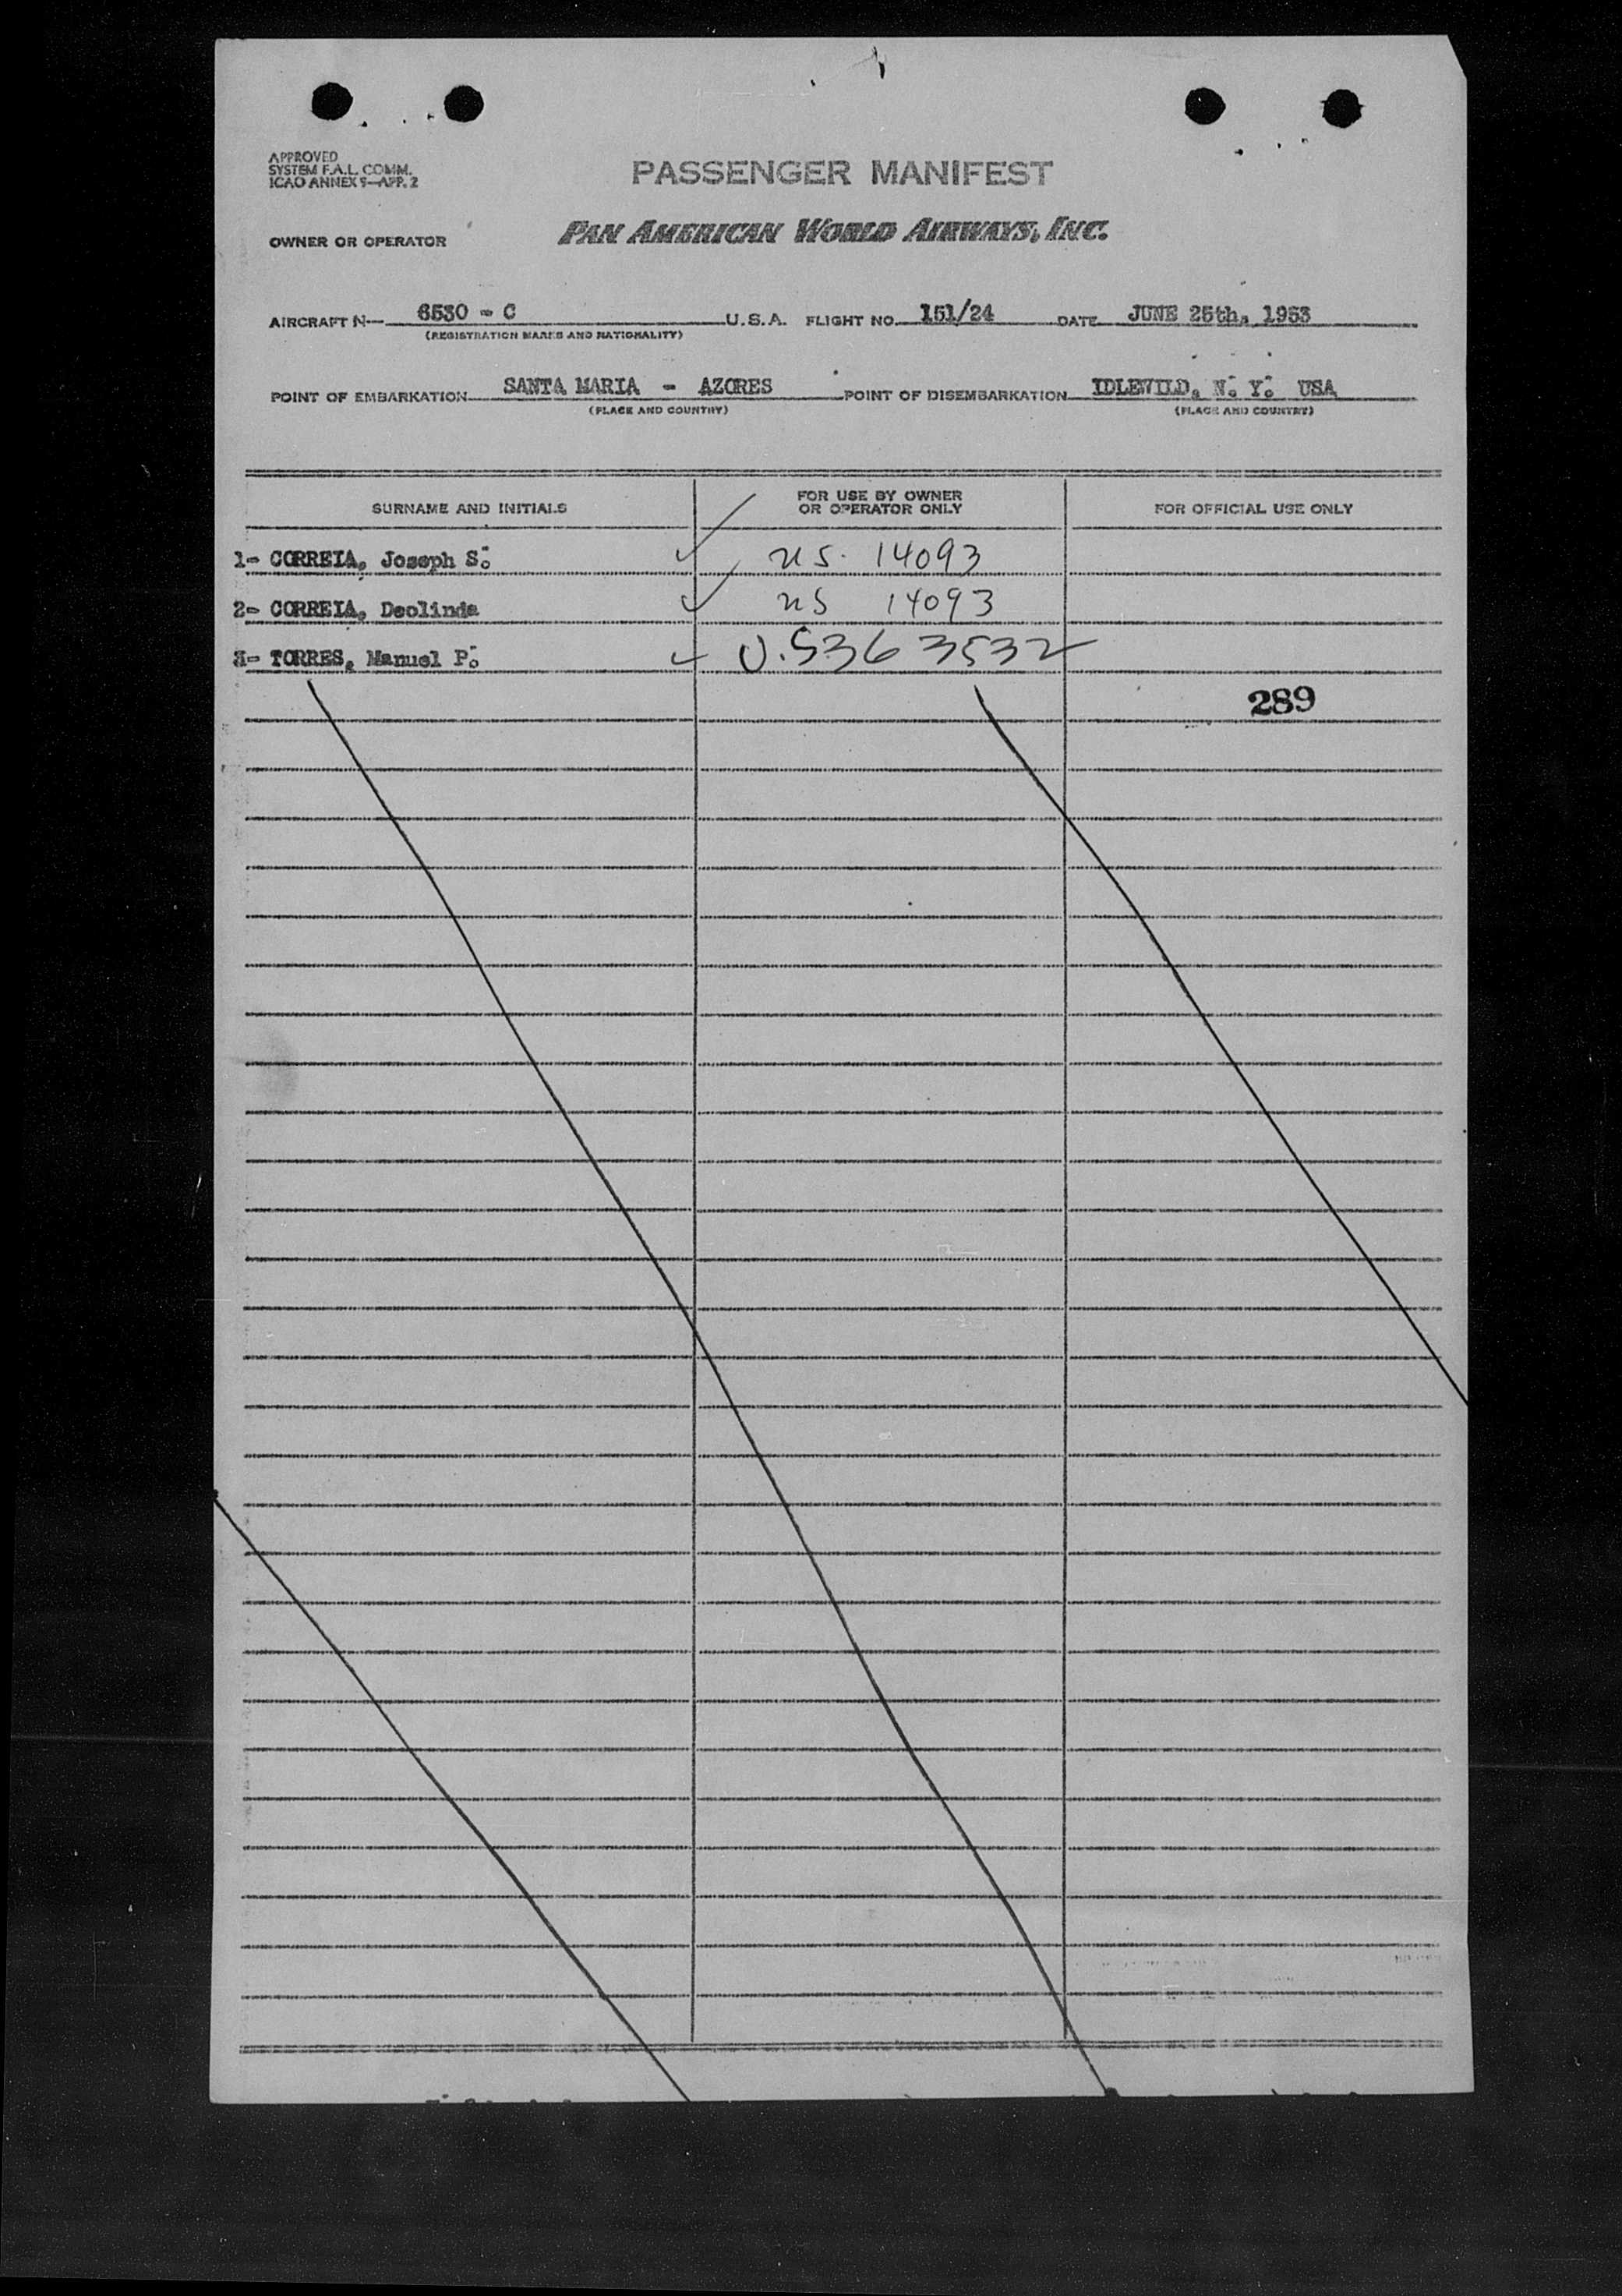 APPROVED
SYSTEM F.A.L. COMM.
ICAO ANNEX 9—APP. 2
PASSENGER MANIFEST
OWNER OR OPERATOR PAN AMERICAN WORLD AIRWAYS, INC.
AIRCRAFT N— 6530 - C U.S.A. FLIGHT NO. 151/24 DATE JUNE 25th, 1953
(REGISTRATION MARKS AND NATIONALITY)
POINT OF EMBARKATION SANTA MARIA - AZORES POINT OF DISEMBARKATION IDLEWILD, N. Y. USA
(PLACE AND COUNTRY) (PLACE AND COUNTRY)
SURNAME AND INITIALS FOR USE BY OWNER OR OPERATOR ONLY FOR OFFICIAL USE ONLY
1- CORREIA, Joseph S. ✓ US. 14093
2- CORREIA, Deolinda ✓ US 14093
3- TORRES, Manuel P. ✓ U.S363532
289